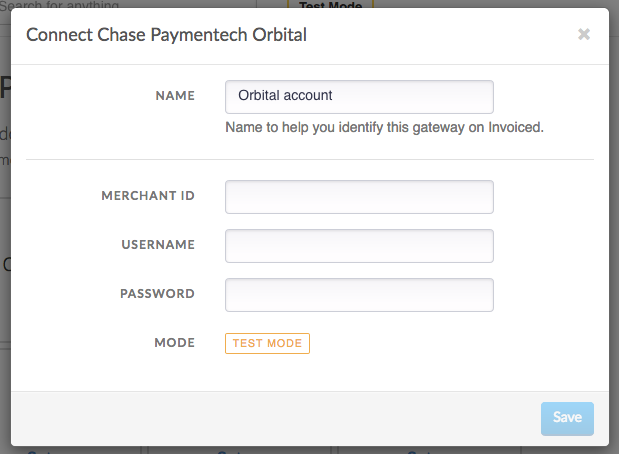 Search for anything
Test Mode
Connect Chase Paymentech Orbital
NAME
Orbital account
Name to help you identify this gateway on Invoiced.
MERCHANT ID
USERNAME
PASSWORD
MODE
TEST MODE
Save